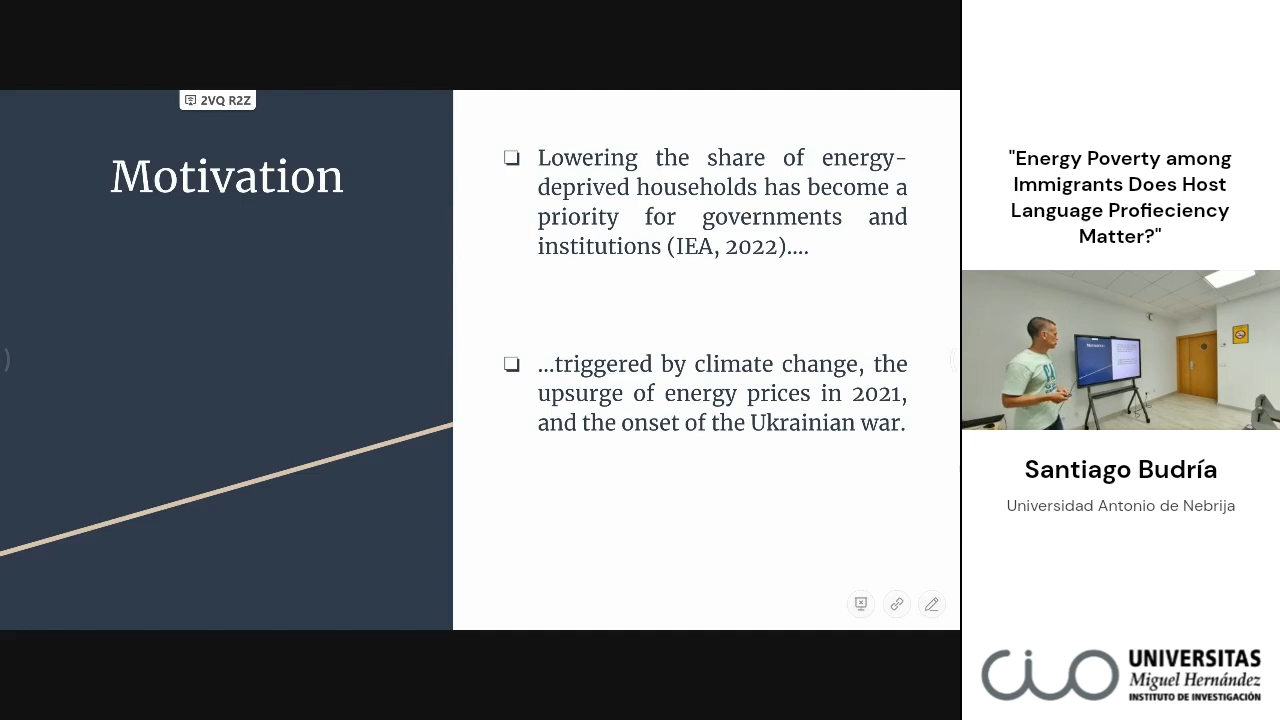 2VQ R2Z
Motivation
Lowering the share of energy-
deprived households has become a
priority for governments and
institutions (IEA, 2022)....
...triggered by climate change, the
upsurge of energy prices in 2021,
and the onset of the Ukrainian war.
"Energy Poverty among
Immigrants Does Host
Language Profieciency
Matter?"
Santiago Budría
Universidad Antonio de Nebrija
cio
UNIVERSITAS
Miguel Hernández
INSTITUTO DE INVESTIGACIÓN